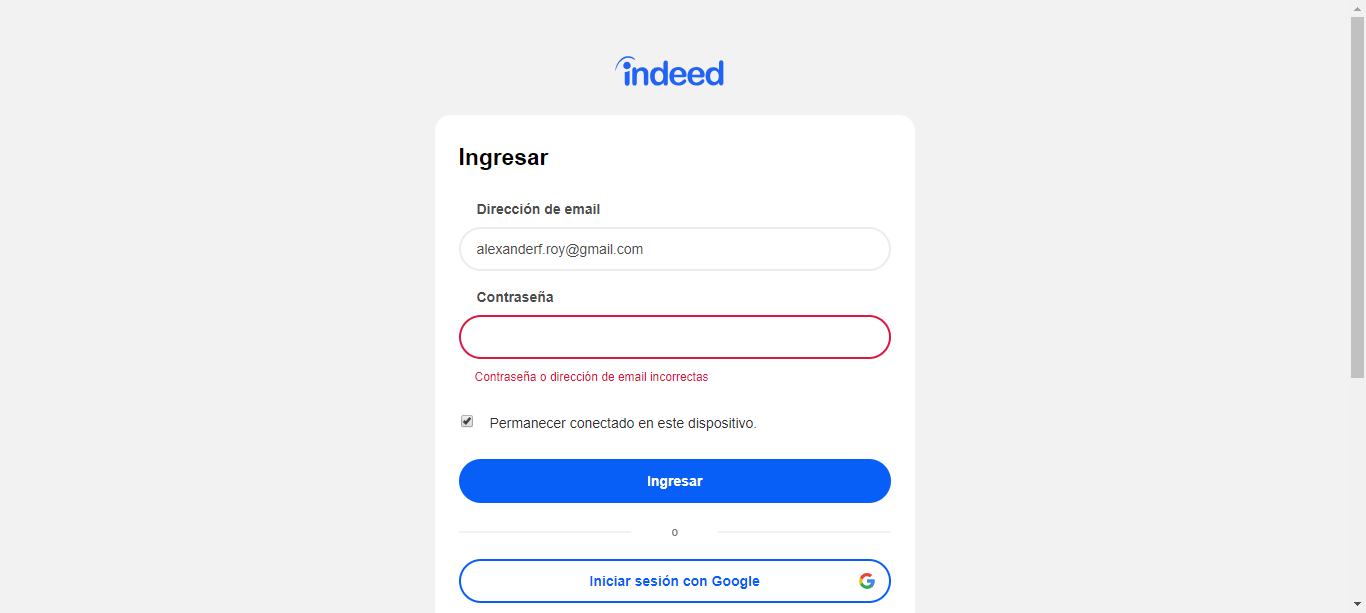 indeed
Ingresar
Dirección de email
alexanderf.roy@gmail.com
Contraseña
Contraseña o dirección de email incorrectas
Permanecer conectado en este dispositivo.
Ingresar
o
Iniciar sesión con Google